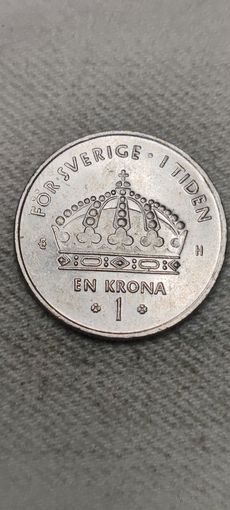 FÖR SVERIGE · I TIDEN
H
EN KRONA
1